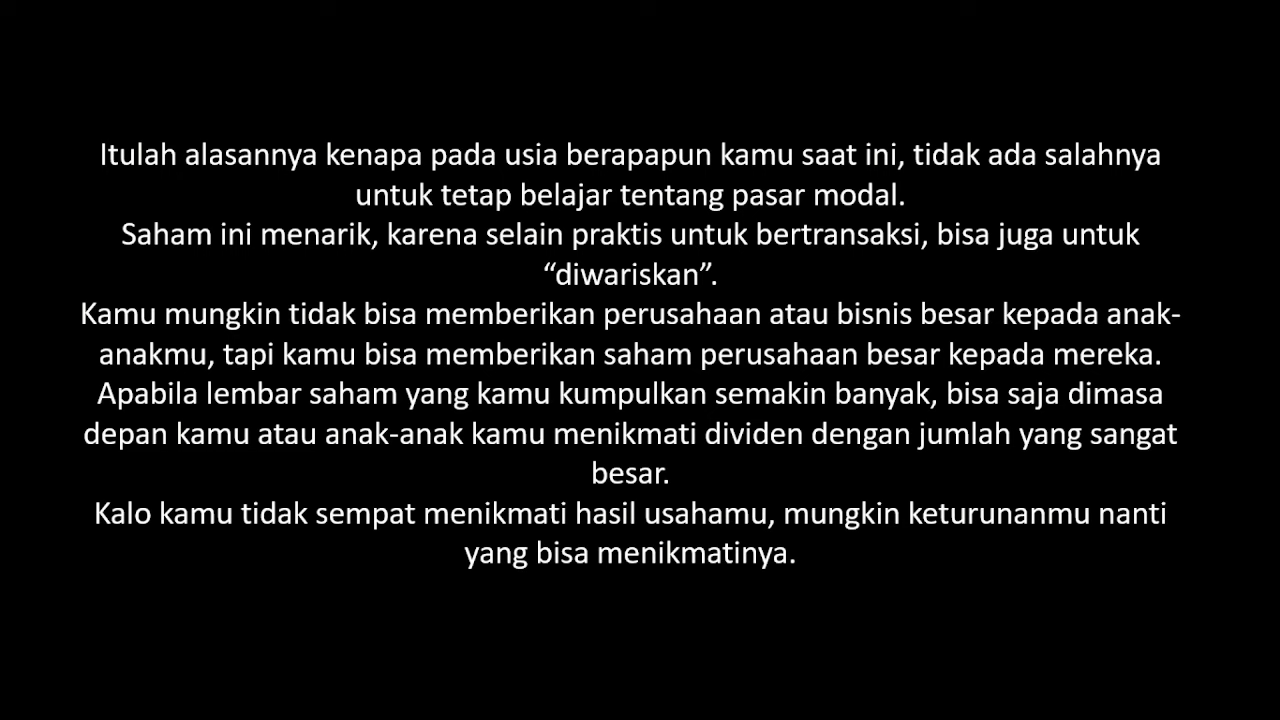 Itulah alasannya kenapa pada usia berapapun kamu saat ini, tidak ada salahnya
untuk tetap belajar tentang pasar modal.
Saham ini menarik, karena selain praktis untuk bertransaksi, bisa juga untuk
“diwariskan”.
Kamu mungkin tidak bisa memberikan perusahaan atau bisnis besar kepada anak-
anakmu, tapi kamu bisa memberikan saham perusahaan besar kepada mereka.
Apabila lembar saham yang kamu kumpulkan semakin banyak, bisa saja dimasa
depan kamu atau anak-anak kamu menikmati dividen dengan jumlah yang sangat
besar.
Kalo kamu tidak sempat menikmati hasil usahamu, mungkin keturunanmu nanti
yang bisa menikmatinya.